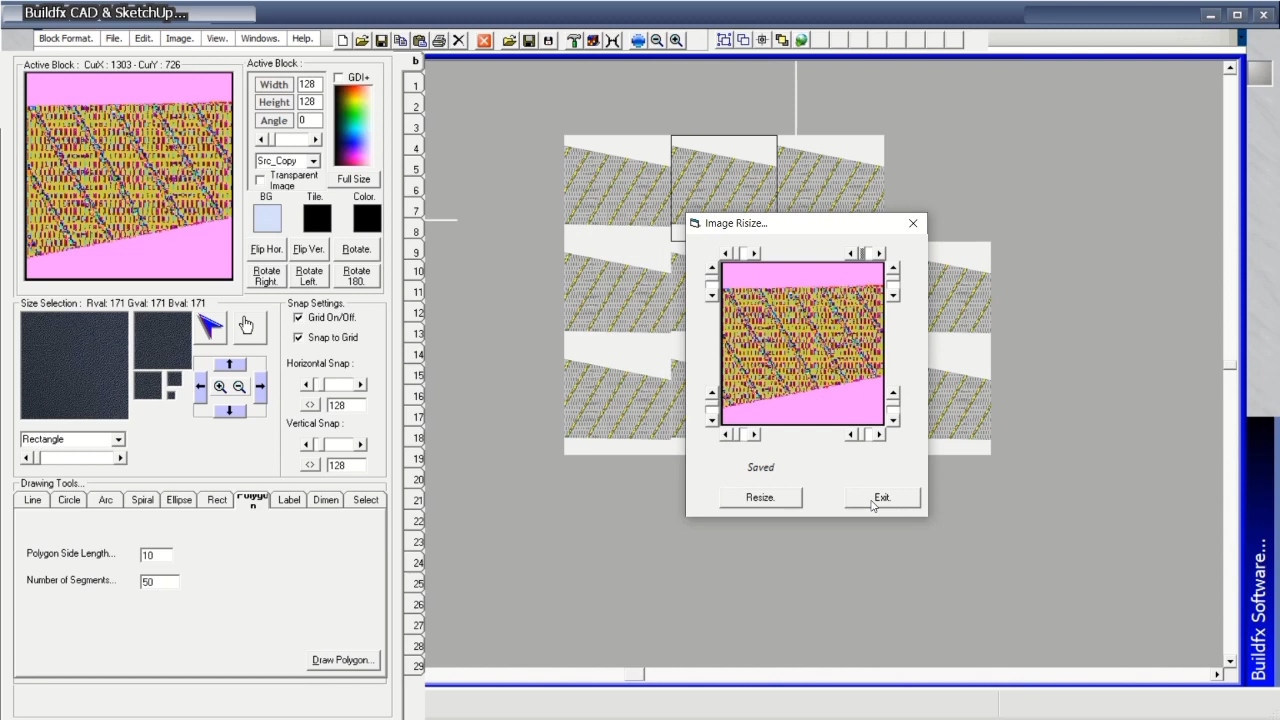 Buildfx CAD & SketchUp...
Block Format. File. Edit. Image. View. Windows. Help.
Active Block : CurX : 1303 - CurY : 726
Active Block :
Width 128
GDI+
Height 128
Angle 0
Src_Copy
Transparent Image
Full Size
BG Tile. Color.
Flip Hor. Flip Ver. Rotate.
Rotate Right. Rotate Left. Rotate 180.
Size Selection : Rval: 171 Gval: 171 Bval: 171
Rectangle
Snap Settings.
Grid On/Off.
Snap to Grid
Horizontal Snap :
<> 128
Vertical Snap :
<> 128
Drawing Tools...
Line Circle Arc Spiral Ellipse Rect Polygon Label Dimen Select
Polygon Side Length... 10
Number of Segments... 50
Draw Polygon...
b
1
2
3
4
5
6
7
8
9
10
11
12
13
14
15
16
17
18
19
20
21
22
23
24
25
26
27
28
29
Image Risize...
Saved
Resize.
Exit.
Buildfx Software...